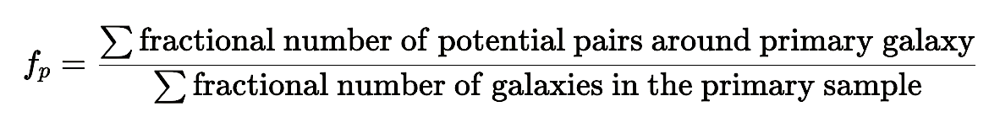 f_p = ∑ fractional number of potential pairs around primary galaxy
∑ fractional number of galaxies in the primary sample